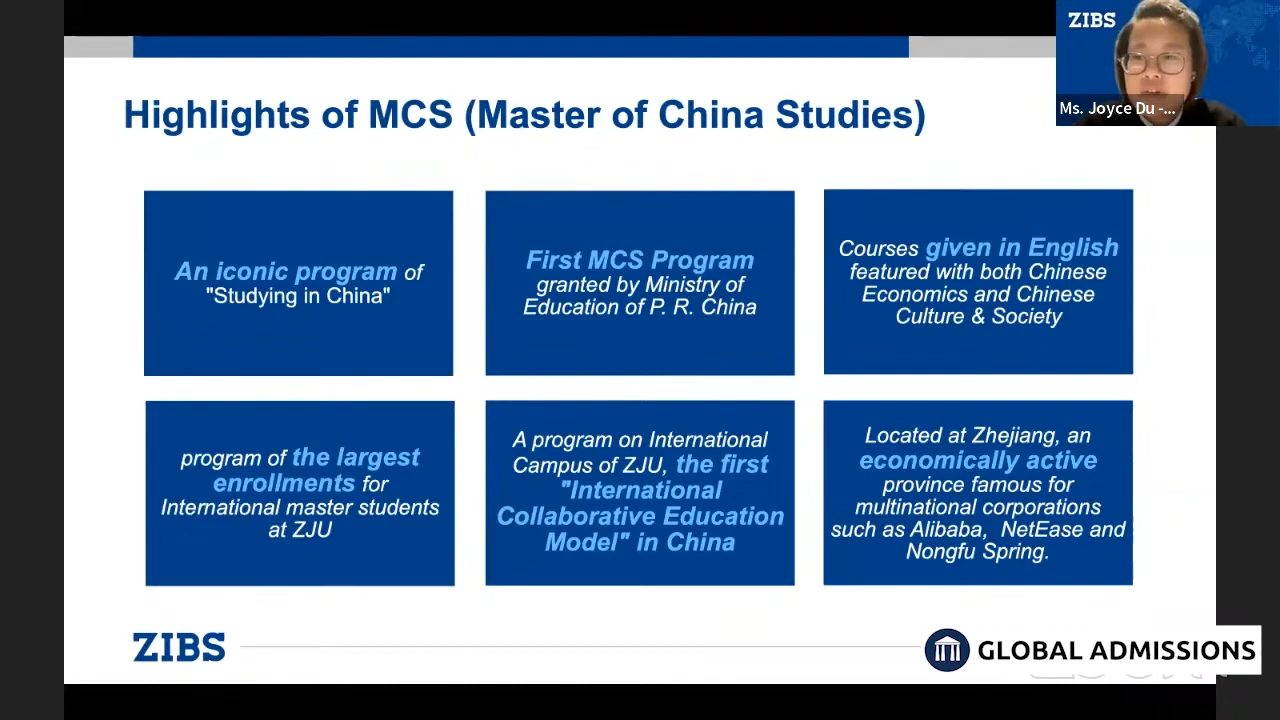 ZIBS
Ms. Joyce Du -...
Highlights of MCS (Master of China Studies)
An iconic program of
"Studying in China"
First MCS Program
granted by Ministry of
Education of P. R. China
Courses given in English
featured with both Chinese
Economics and Chinese
Culture & Society
program of the largest
enrollments for
International master students
at ZJU
A program on International
Campus of ZJU, the first
"International
Collaborative Education
Model" in China
Located at Zhejiang, an
economically active
province famous for
multinational corporations
such as Alibaba, NetEase and
Nongfu Spring.
ZIBS
GLOBAL ADMISSIONS